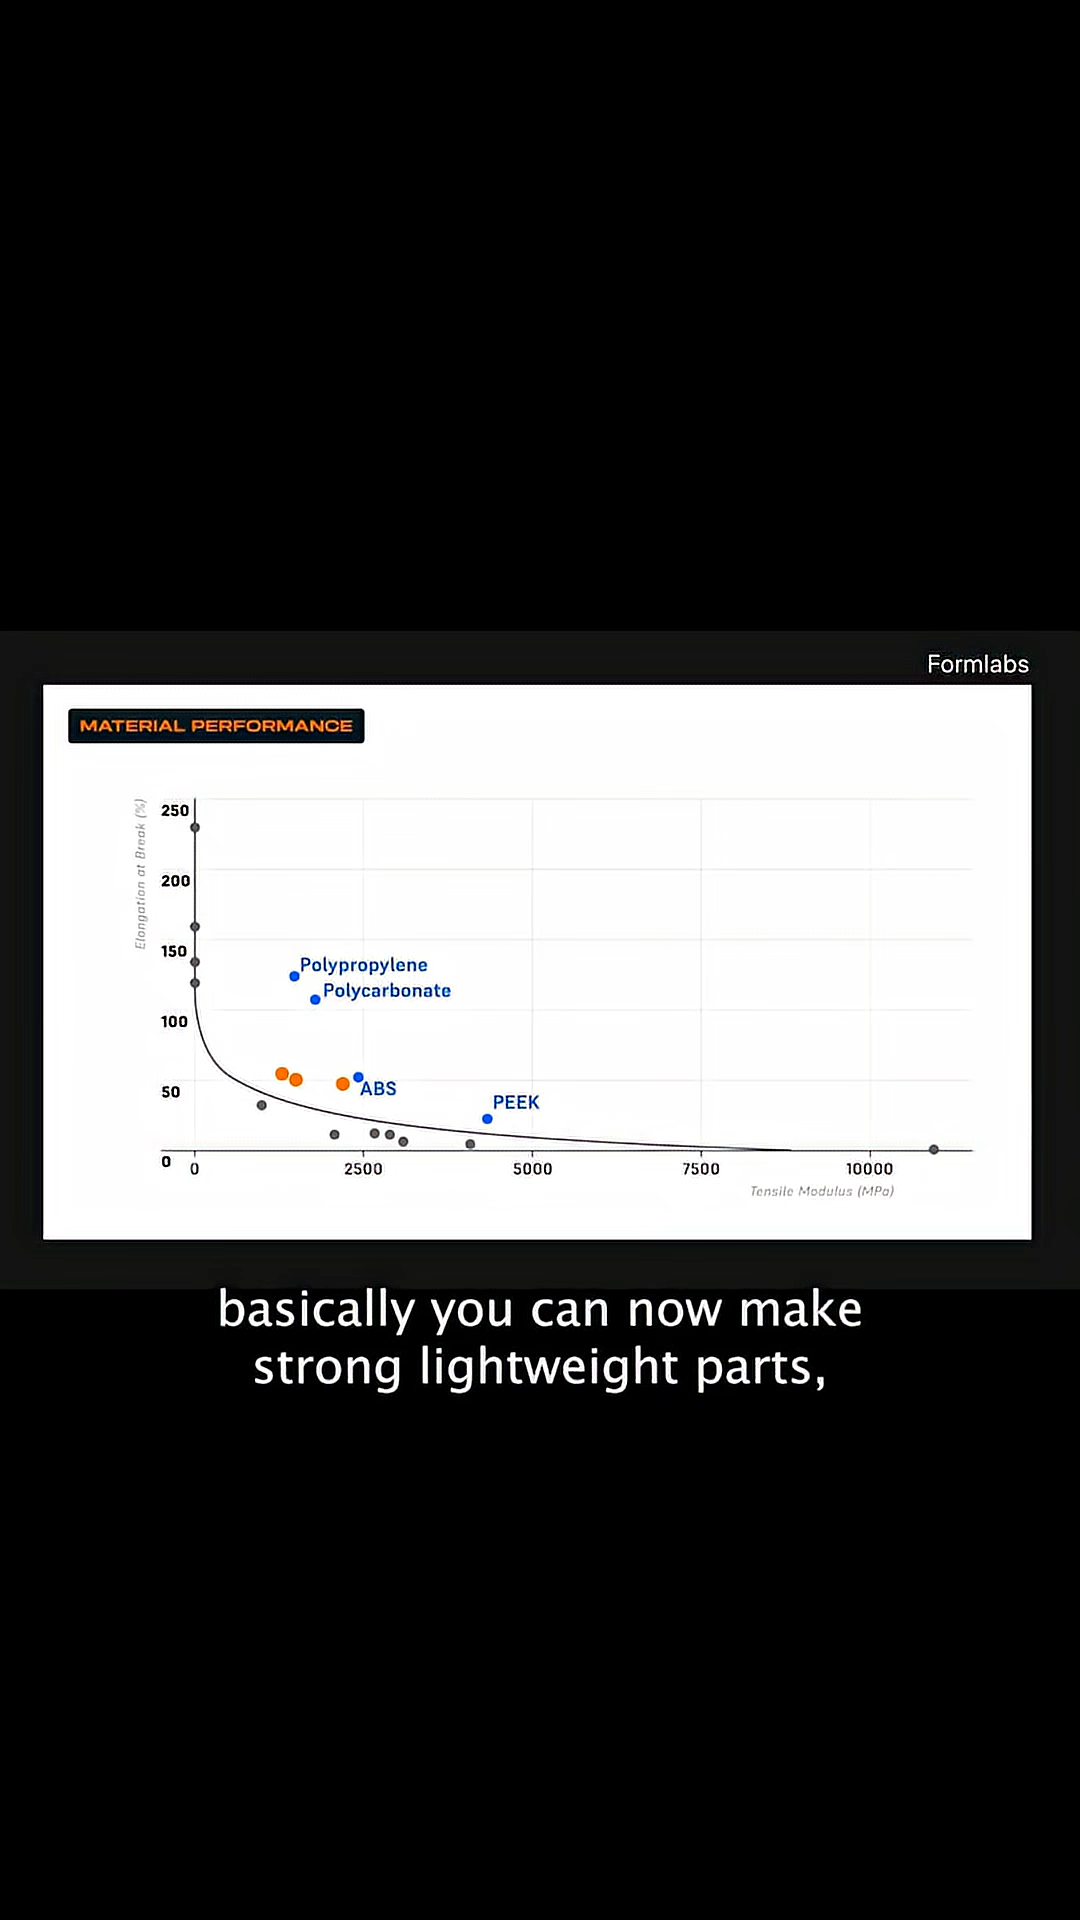 Formlabs
MATERIAL PERFORMANCE
Elongation at Break (%)
250
200
150
100
50
0
Polypropylene
Polycarbonate
ABS
PEEK
0 2500 5000 7500 10000
Tensile Modulus (MPa)
basically you can now make
strong lightweight parts,